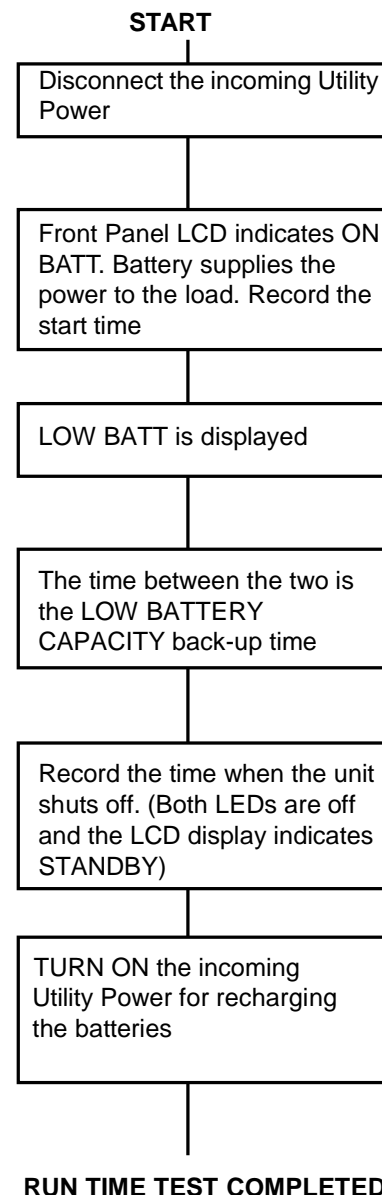 START
Disconnect the incoming Utility
Power
Front Panel LCD indicates ON
BATT. Battery supplies the
power to the load. Record the
start time
LOW BATT is displayed
The time between the two is
the LOW BATTERY
CAPACITY back-up time
Record the time when the unit
shuts off. (Both LEDs are off
and the LCD display indicates
STANDBY)
TURN ON the incoming
Utility Power for recharging
the batteries
RUN TIME TEST COMPLETED